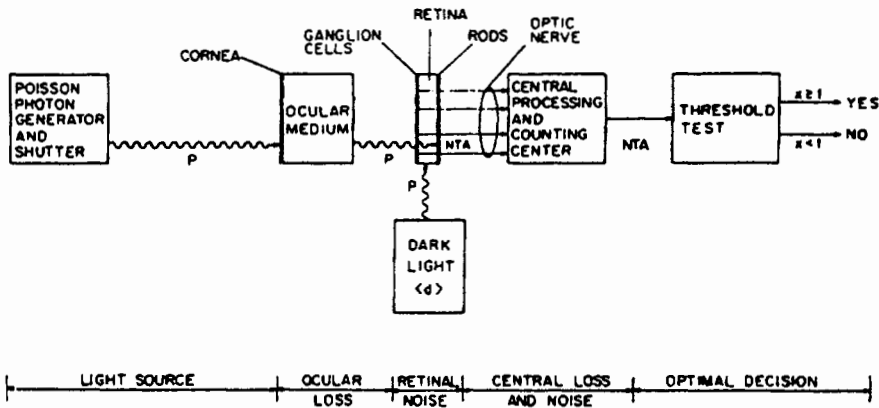 RETINA
GANGLION
CELLS
RODS
OPTIC
NERVE
CORNEA
POISSON
PHOTON
GENERATOR
AND
SHUTTER
P
OCULAR
MEDIUM
P
NTA
CENTRAL
PROCESSING
AND
COUNTING
CENTER
NTA
THRESHOLD
TEST
x≥t
YES
x<t
NO
P
DARK
LIGHT
<d>
LIGHT SOURCE
OCULAR
LOSS
RETINAL
NOISE
CENTRAL LOSS
AND NOISE
OPTIMAL DECISION